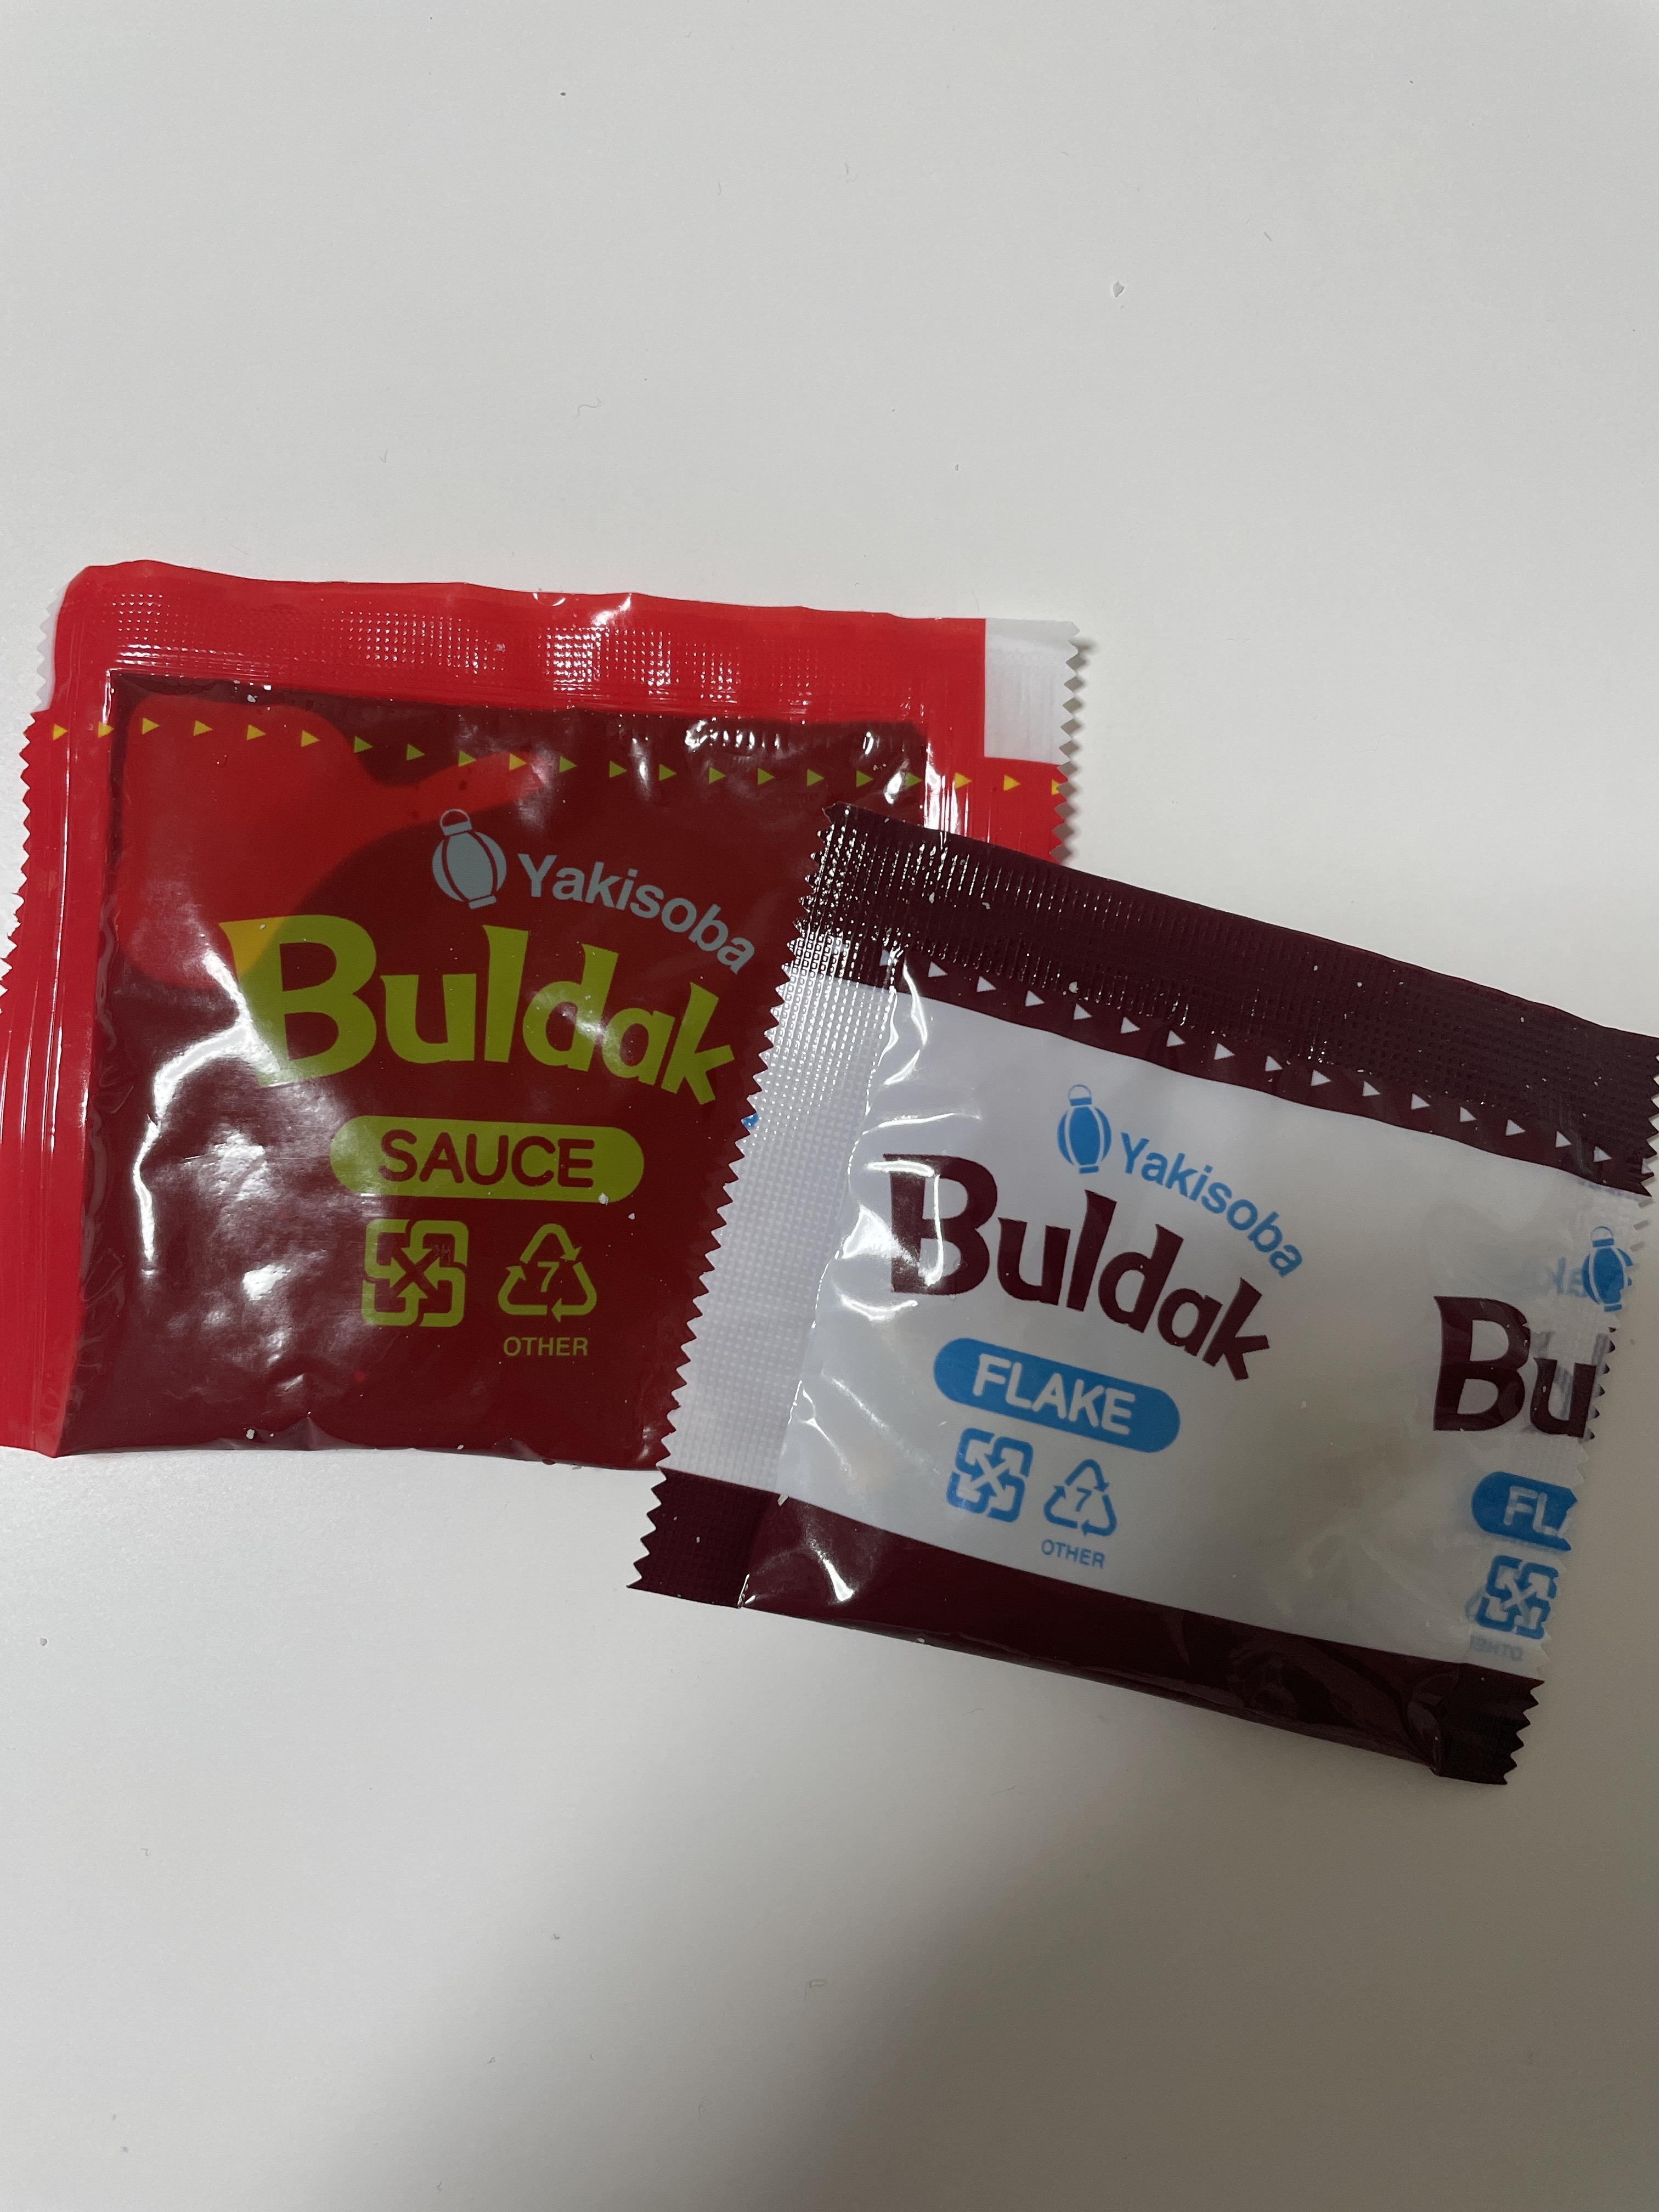 Yakisoba
Buldak
SAUCE
7
OTHER
Yakisoba
Buldak
FLAKE
7
OTHER
Bu
FL